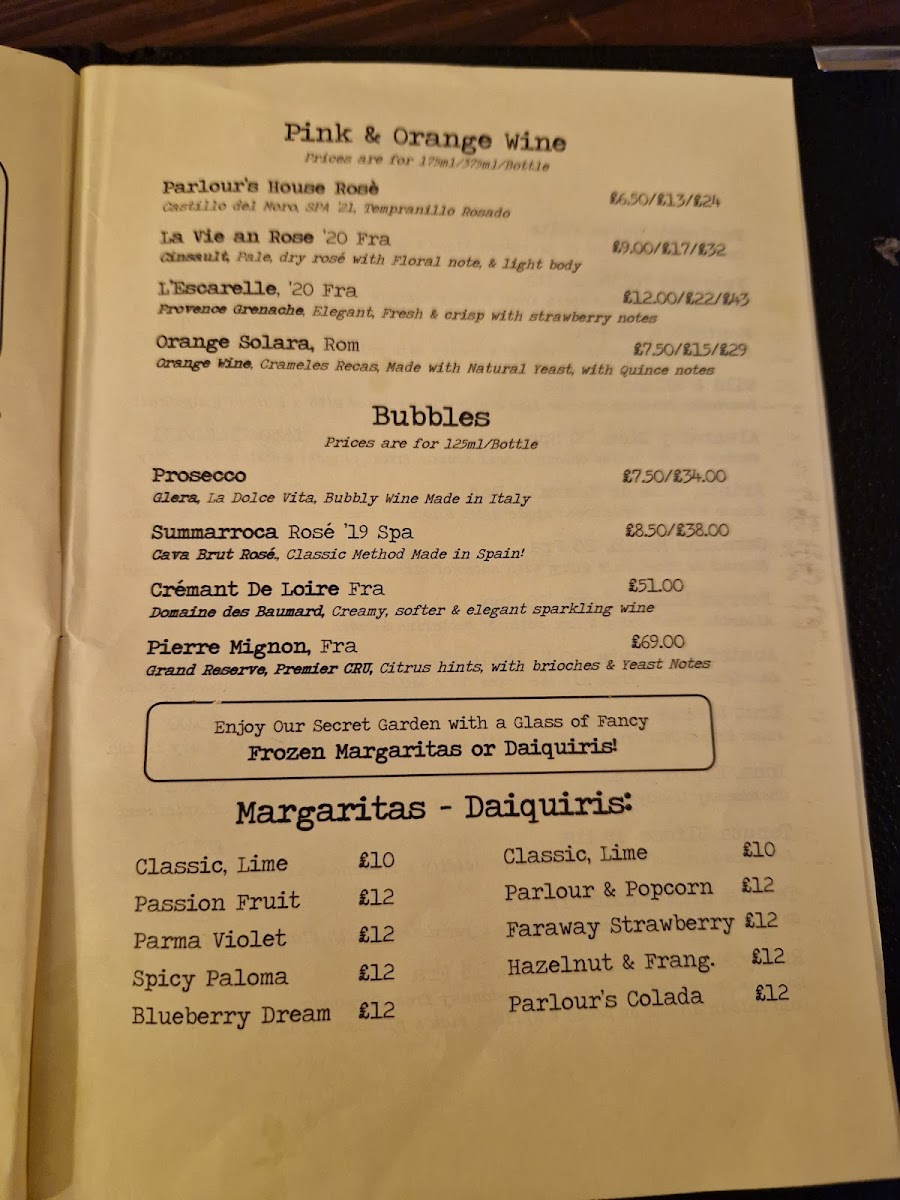 Pink & Orange Wine
Prices are for 175ml/375ml/Bottle
Parlour's House Rosè £6.50/£13/£24
Castillo del Moro, SPA '21, Tempranillo Rosado
La Vie an Rose '20 Fra £9.00/£17/£32
Cinsault, Pale, dry rosé with Floral note, & light body
L'Escarelle, '20 Fra £12.00/£22/£43
Provence Grenache, Elegant, Fresh & crisp with strawberry notes
Orange Solara, Rom £7.50/£15/£29
Orange Wine, Crameles Recas, Made with Natural Yeast, with Quince notes
Bubbles
Prices are for 125ml/Bottle
Prosecco £7.50/£34.00
Glera, La Dolce Vita, Bubbly Wine Made in Italy
Summarroca Rosé '19 Spa £8.50/£38.00
Cava Brut Rosé., Classic Method Made in Spain!
Crémant De Loire Fra £51.00
Domaine des Baumard, Creamy, softer & elegant sparkling wine
Pierre Mignon, Fra £69.00
Grand Reserve, Premier CRU, Citrus hints, with brioches & Yeast Notes
Enjoy Our Secret Garden with a Glass of Fancy
Frozen Margaritas or Daiquiris!
Margaritas - Daiquiris:
Classic, Lime £10
Passion Fruit £12
Parma Violet £12
Spicy Paloma £12
Blueberry Dream £12
Classic, Lime £10
Parlour & Popcorn £12
Faraway Strawberry £12
Hazelnut & Frang. £12
Parlour's Colada £12